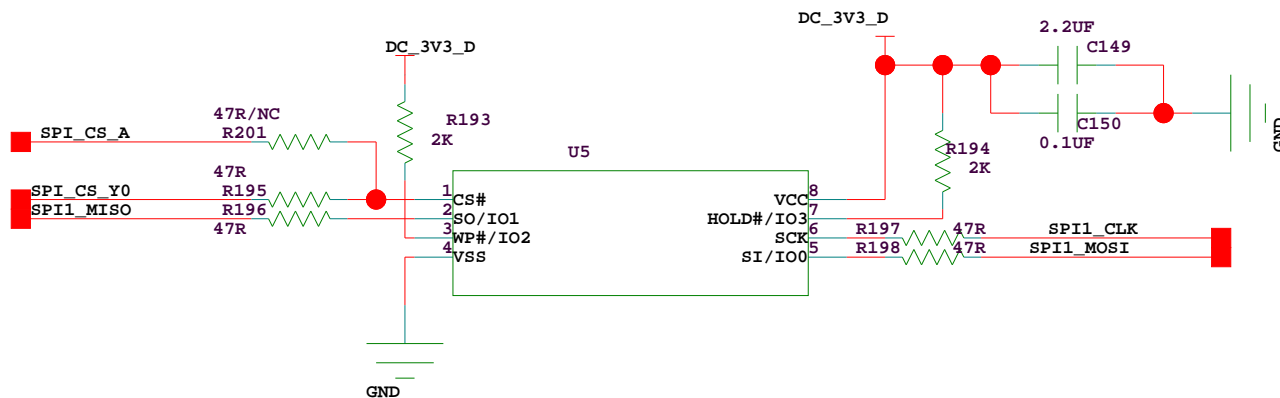 DC_3V3_D
2.2UF
C149
DC_3V3_D
47R/NC
R193
SPI_CS_A
R201
2K
C150
GND
0.1UF
U5
R194
2K
47R
SPI_CS_Y0
R195
1
CS#
VCC
8
SPI1_MISO
R196
2
SO/IO1
HOLD#/IO3
7
47R
3
WP#/IO2
SCK
6
R197
47R
SPI1_CLK
4
VSS
SI/IO0
5
R198
47R
SPI1_MOSI
GND